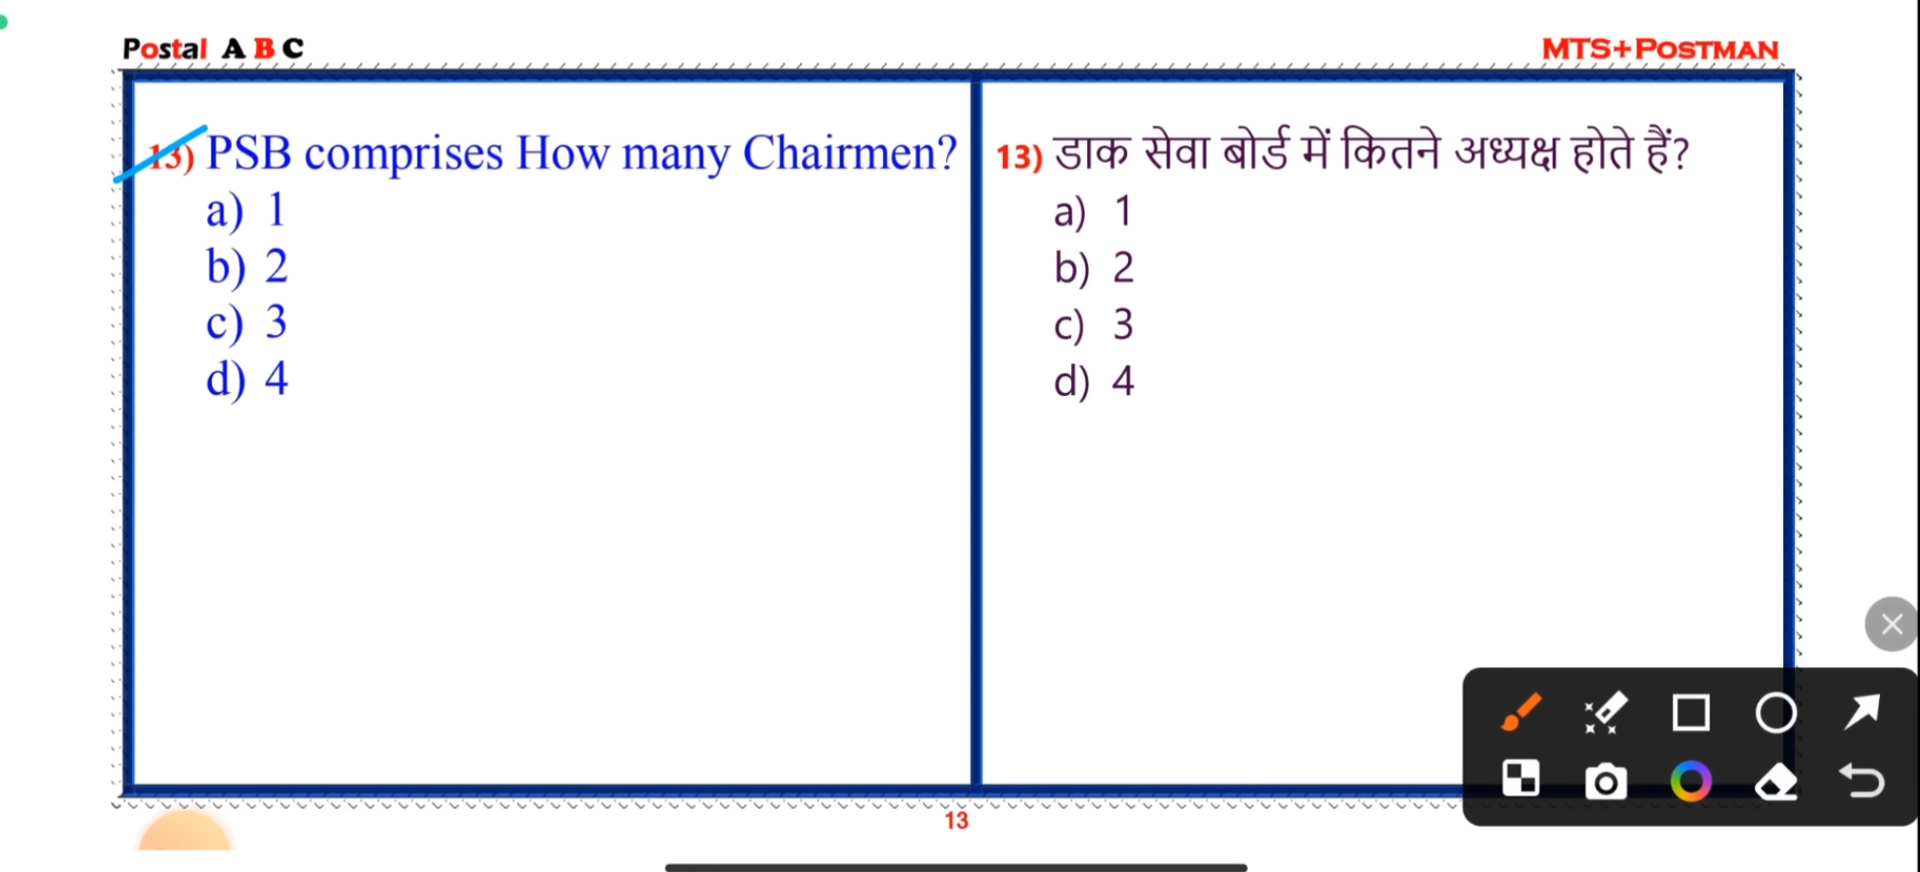 Postal A B C
MTS+POSTMAN
13) PSB comprises How many Chairmen?
a) 1
b) 2
c) 3
d) 4
13) डाक सेवा बोर्ड में कितने अध्यक्ष होते हैं?
a) 1
b) 2
c) 3
d) 4
13